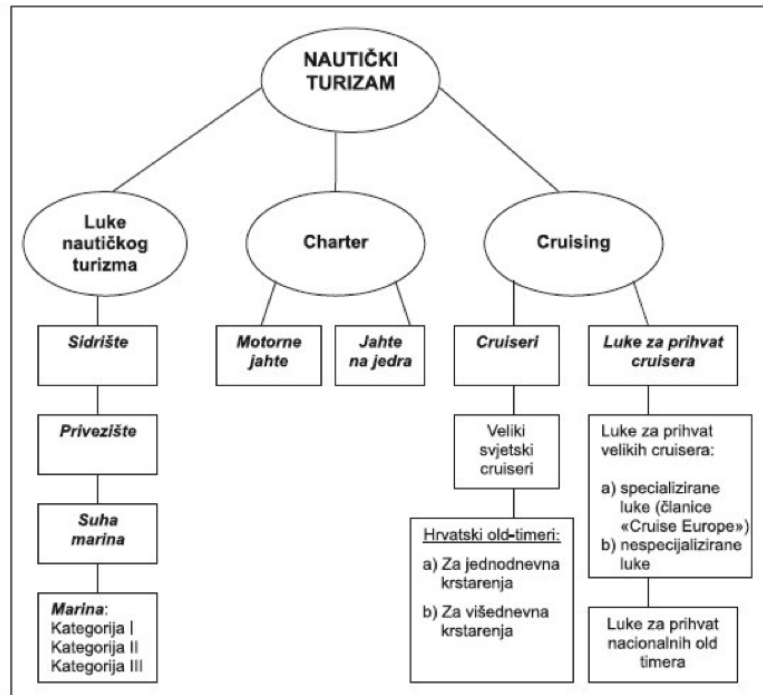 NAUTIČKI
TURIZAM
Luke
nautičkog
turizma
Charter
Cruising
Sidrište
Privezište
Suha
marina
Marina:
Kategorija I
Kategorija II
Kategorija III
Motorne
jahte
Jahte
na jedra
Cruiseri
Veliki
svjetski
cruiseri
Hrvatski old-timeri:
a) Za jednodnevna
krstarenja
b) Za višednevna
krstarenja
Luke za prihvat
cruisera
Luke za prihvat
velikih cruisera:
a) specializirane
luke (članice
«Cruise Europe»)
b) nespecijalizirane
luke
Luke za prihvat
nacionalnih old
timera